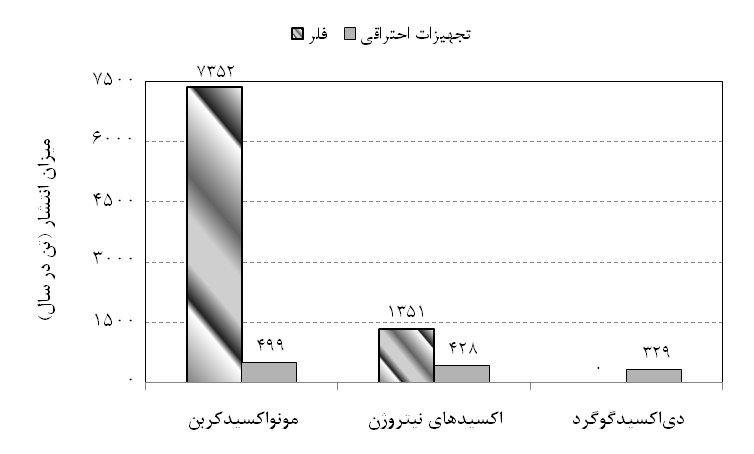 تجهیزات احتراقی
فلر
میزان انتشار (تن در سال)
۷۵۰۰
۶۰۰۰
۴۵۰۰
۳۰۰۰
۱۵۰۰
۰
۷۳۵۲
۴۹۹
۱۳۵۱
۴۲۸
۰
۳۲۹
مونواکسیدکربن
اکسیدهای نیتروژن
دی‌اکسیدگوگرد